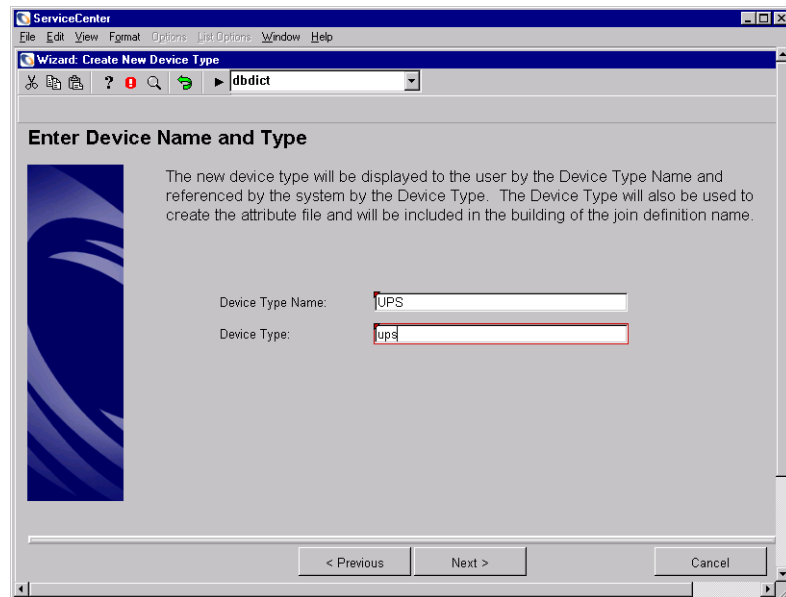 ServiceCenter
File Edit View Format Options List Options Window Help
Wizard: Create New Device Type
? dbdict
Enter Device Name and Type
The new device type will be displayed to the user by the Device Type Name and
referenced by the system by the Device Type. The Device Type will also be used to
create the attribute file and will be included in the building of the join definition name.
Device Type Name: UPS
Device Type: ups
< Previous Next > Cancel